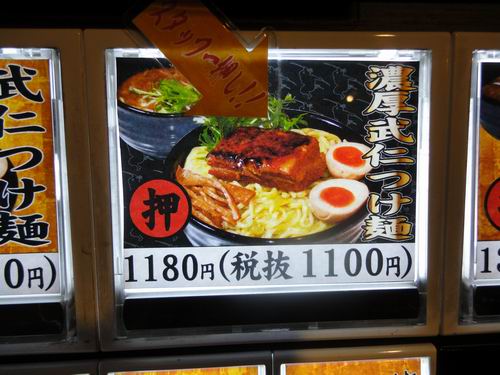 スタッフ一押し!!
濃厚武仁つけ麺
押
1180円(税抜 1100円)
武仁つけ麺
0円)